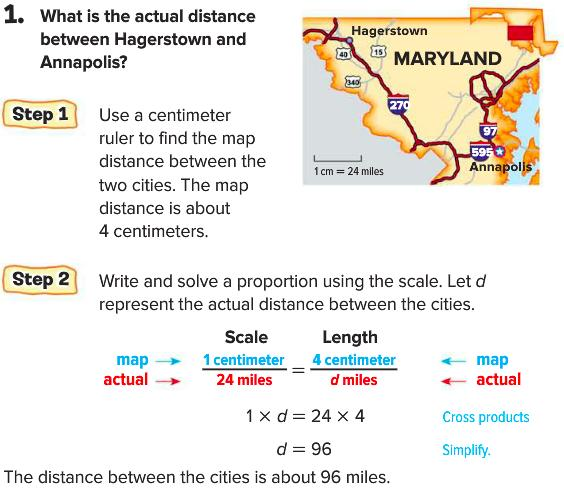 1. What is the actual distance
between Hagerstown and
Annapolis?
Hagerstown
40
15
MARYLAND
340
270
97
595
Annapolis
1 cm = 24 miles
Step 1
Use a centimeter
ruler to find the map
distance between the
two cities. The map
distance is about
4 centimeters.
Step 2
Write and solve a proportion using the scale. Let d
represent the actual distance between the cities.
Scale Length
map → 1 centimeter = 4 centimeter ← map
actual → 24 miles d miles ← actual
1 × d = 24 × 4 Cross products
d = 96 Simplify.
The distance between the cities is about 96 miles.